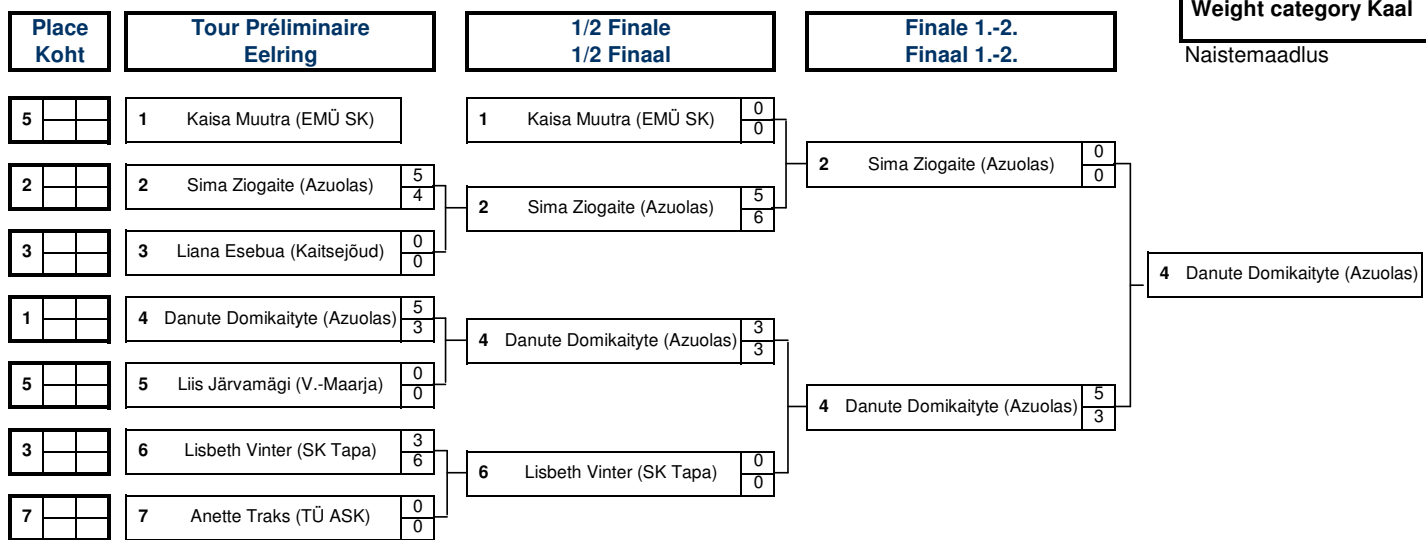 Weight category Kaal
Naistemaadlus
Place
Koht
Tour Préliminaire
Eelring
1/2 Finale
1/2 Finaal
Finale 1.-2.
Finaal 1.-2.
5
1 Kaisa Muutra (EMÜ SK)
2
2 Sima Ziogaite (Azuolas) 5
4
3
3 Liana Esebua (Kaitsejõud) 0
0
1
4 Danute Domikaityte (Azuolas) 5
3
5
5 Liis Järvamägi (V.-Maarja) 0
0
3
6 Lisbeth Vinter (SK Tapa) 3
6
7
7 Anette Traks (TÜ ASK) 0
0
1 Kaisa Muutra (EMÜ SK) 0
0
2 Sima Ziogaite (Azuolas) 5
6
4 Danute Domikaityte (Azuolas) 3
3
6 Lisbeth Vinter (SK Tapa) 0
0
2 Sima Ziogaite (Azuolas) 0
0
4 Danute Domikaityte (Azuolas) 5
3
4 Danute Domikaityte (Azuolas)